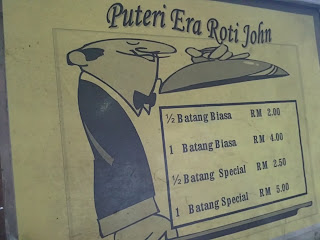 Puteri Era Roti John
½ Batang Biasa RM 2.00
1 Batang Biasa RM 4.00
½ Batang Special RM 2.50
1 Batang Special RM 5.00